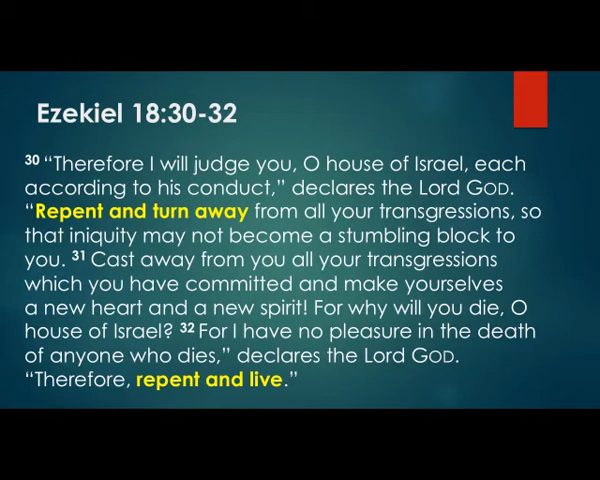 Ezekiel 18:30-32
30 “Therefore I will judge you, O house of Israel, each
according to his conduct,” declares the Lord GOD.
“Repent and turn away from all your transgressions, so
that iniquity may not become a stumbling block to
you. 31 Cast away from you all your transgressions
which you have committed and make yourselves
a new heart and a new spirit! For why will you die, O
house of Israel? 32 For I have no pleasure in the death
of anyone who dies,” declares the Lord GOD.
“Therefore, repent and live.”